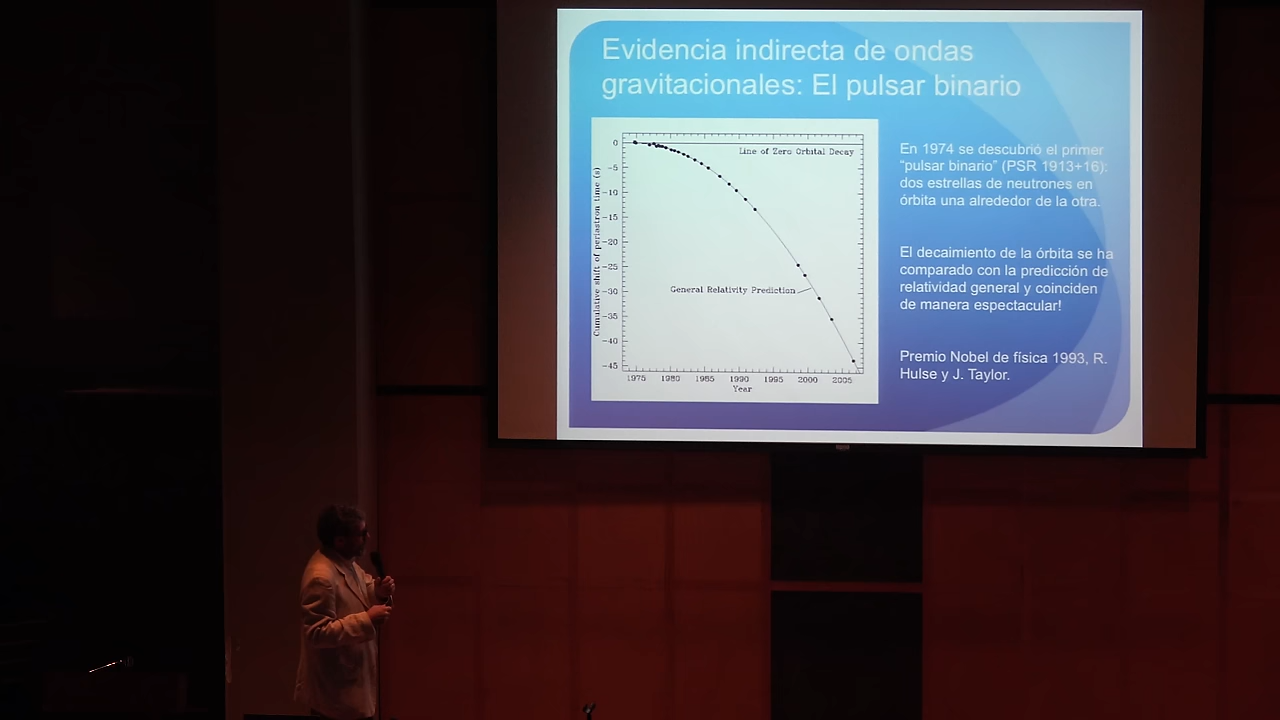 Evidencia indirecta de ondas
gravitacionales: El pulsar binario
Line of Zero Orbital Decay
General Relativity Prediction
Cumulative shift of periastron time (s)
0
−5
−10
−15
−20
−25
−30
−35
−40
−45
1975 1980 1985 1990 1995 2000 2005
Year
En 1974 se descubrió el primer
“pulsar binario” (PSR 1913+16):
dos estrellas de neutrones en
órbita una alrededor de la otra.
El decaimiento de la órbita se ha
comparado con la predicción de
relatividad general y coinciden
de manera espectacular!
Premio Nobel de física 1993, R.
Hulse y J. Taylor.